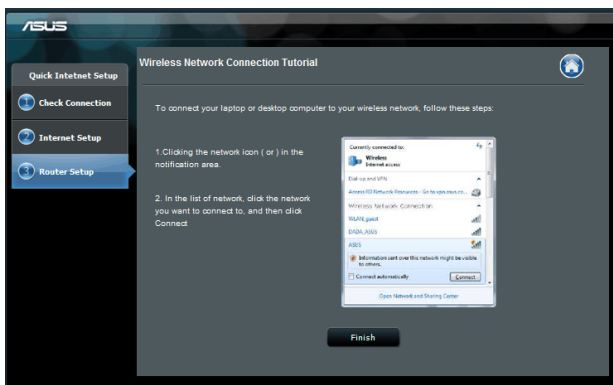 ASUS
Quick Intetnet Setup
1 Check Connection
2 Internet Setup
3 Router Setup
Wireless Network Connection Tutorial
To connect your laptop or desktop computer to your wireless network, follow these steps:
1.Clicking the network icon ( or ) in the
notification area.
2. In the list of network, click the network
you want to connect to, and then click
Connect
Currently connected to:
Wireless
Internet access
Dial-up and VPN
Wireless Network Connection
WLAN_guest
DADA_ASUS
ASUS
Information sent over this network might be visible
to others.
Connect automatically
Connect
Open Network and Sharing Center
Finish